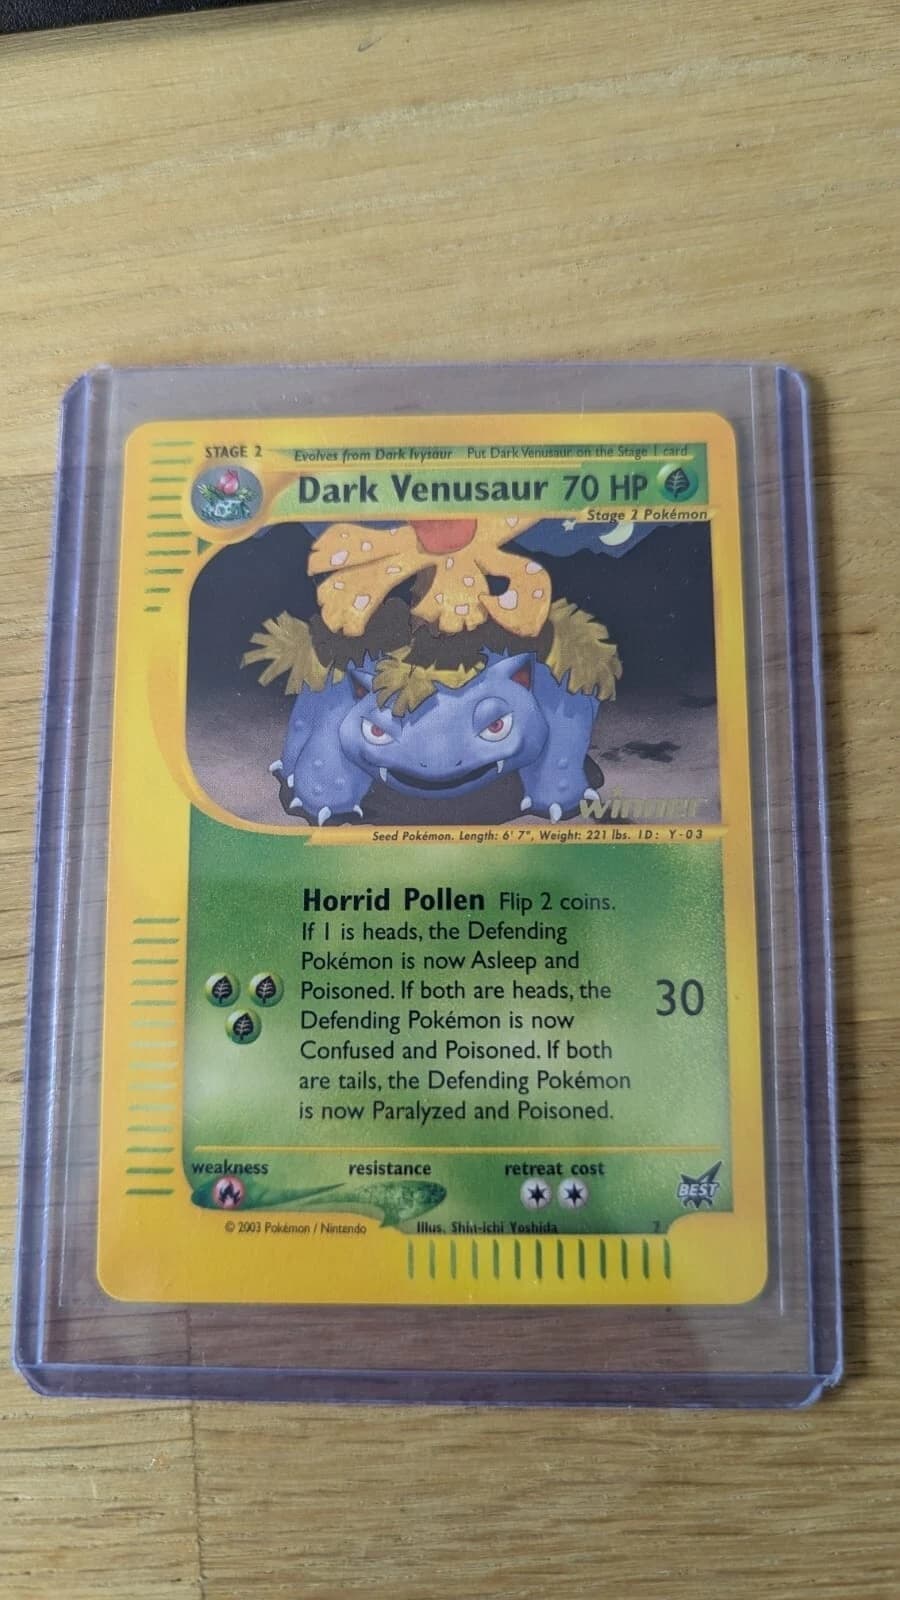 STAGE 2
Evolves from Dark Ivysaur Put Dark Venusaur on the Stage 1 card
Dark Venusaur 70 HP
Stage 2 Pokémon
winner
Seed Pokémon. Length: 6' 7", Weight: 221 lbs. ID: Y-03
Horrid Pollen Flip 2 coins.
If 1 is heads, the Defending
Pokémon is now Asleep and
Poisoned. If both are heads, the
Defending Pokémon is now
Confused and Poisoned. If both
are tails, the Defending Pokémon
is now Paralyzed and Poisoned.
30
weakness resistance retreat cost
BEST
© 2003 Pokémon / Nintendo Illus. Shin-ichi Yoshida 7